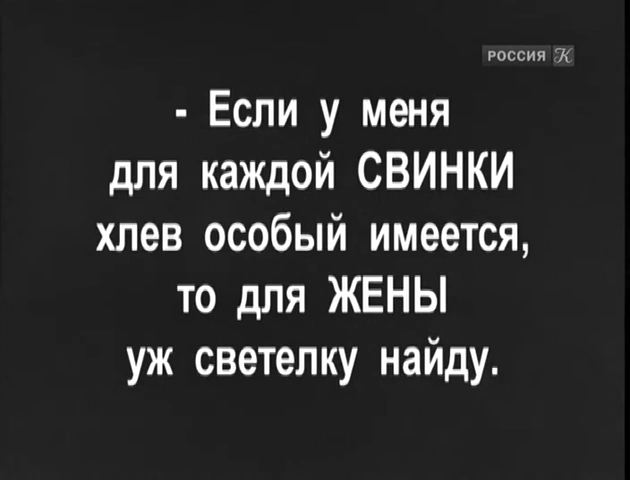 РОССИЯ К
- Если у меня
для каждой СВИНКИ
хлев особый имеется,
то для ЖЕНЫ
уж светелку найду.